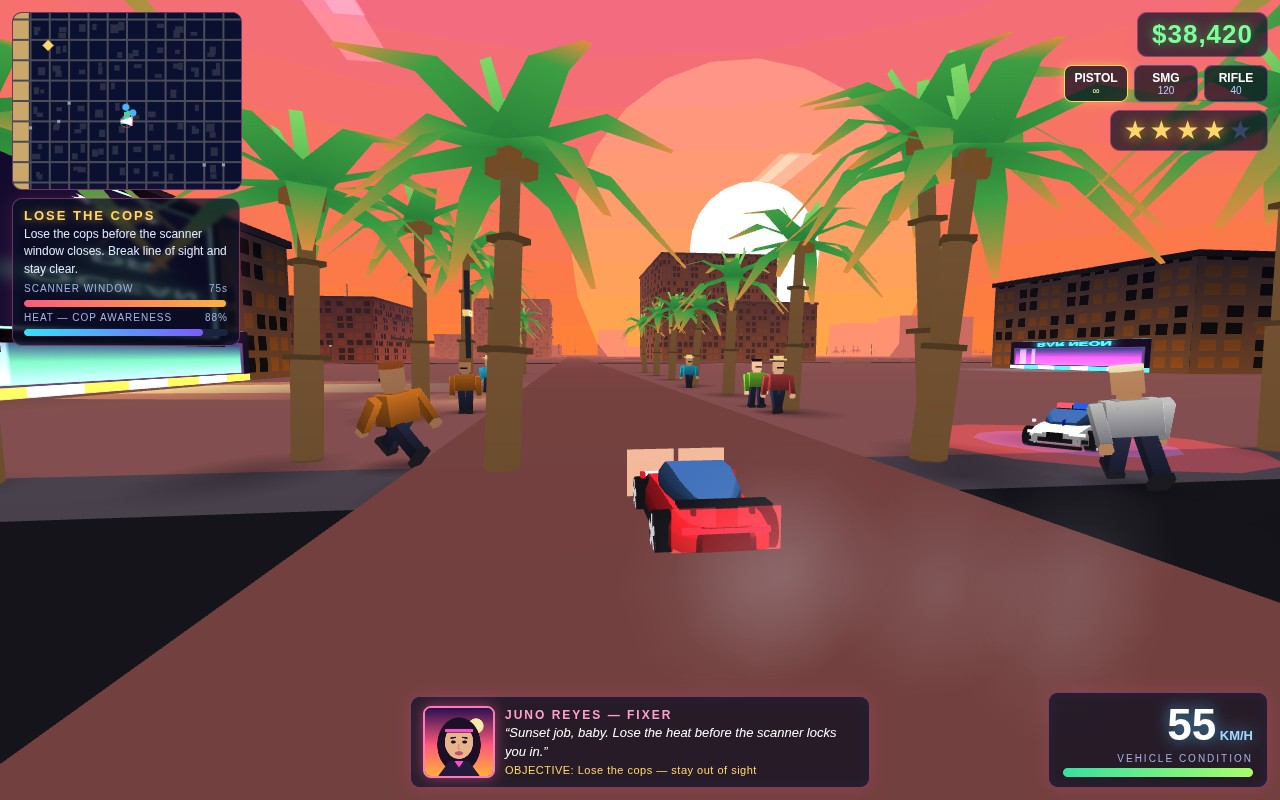 $38,420
PISTOL
∞
SMG
120
RIFLE
40
LOSE THE COPS
Lose the cops before the scanner
window closes. Break line of sight and
stay clear.
SCANNER WINDOW 75s
HEAT — COP AWARENESS 88%
BAR NEON
JUNO REYES — FIXER
“Sunset job, baby. Lose the heat before the scanner locks
you in.”
OBJECTIVE: Lose the cops — stay out of sight
55 KM/H
VEHICLE CONDITION